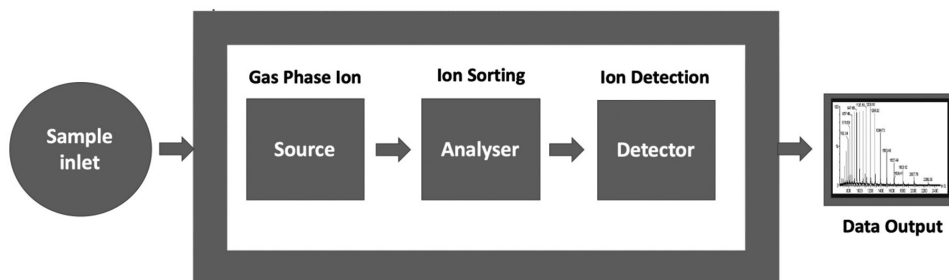 Gas Phase Ion
Ion Sorting
Ion Detection
Sample
inlet
Source
Analyser
Detector
Data Output